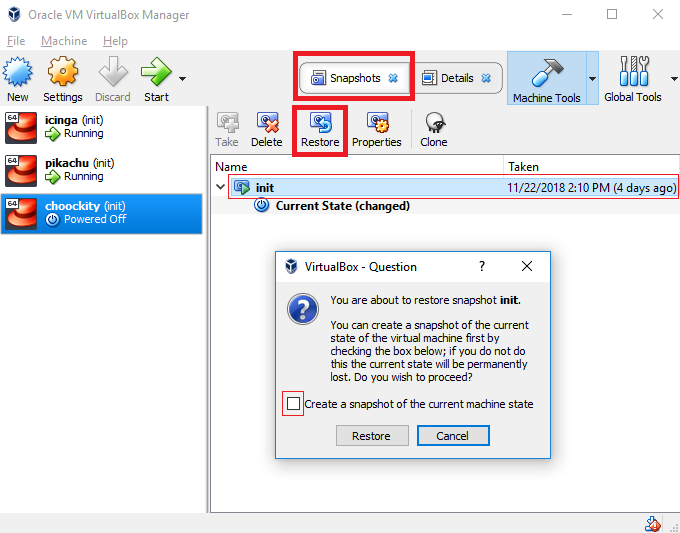 Oracle VM VirtualBox Manager
File Machine Help
New Settings Discard Start
Snapshots Details
Machine Tools Global Tools
64 icinga (init)
Running
64 pikachu (init)
Running
64 choockity (init)
Powered Off
Take Delete Restore Properties Clone
Name Taken
init 11/22/2018 2:10 PM (4 days ago)
Current State (changed)
VirtualBox - Question ?
You are about to restore snapshot init.
You can create a snapshot of the current
state of the virtual machine first by
checking the box below; if you do not do
this the current state will be permanently
lost. Do you wish to proceed?
Create a snapshot of the current machine state
Restore Cancel